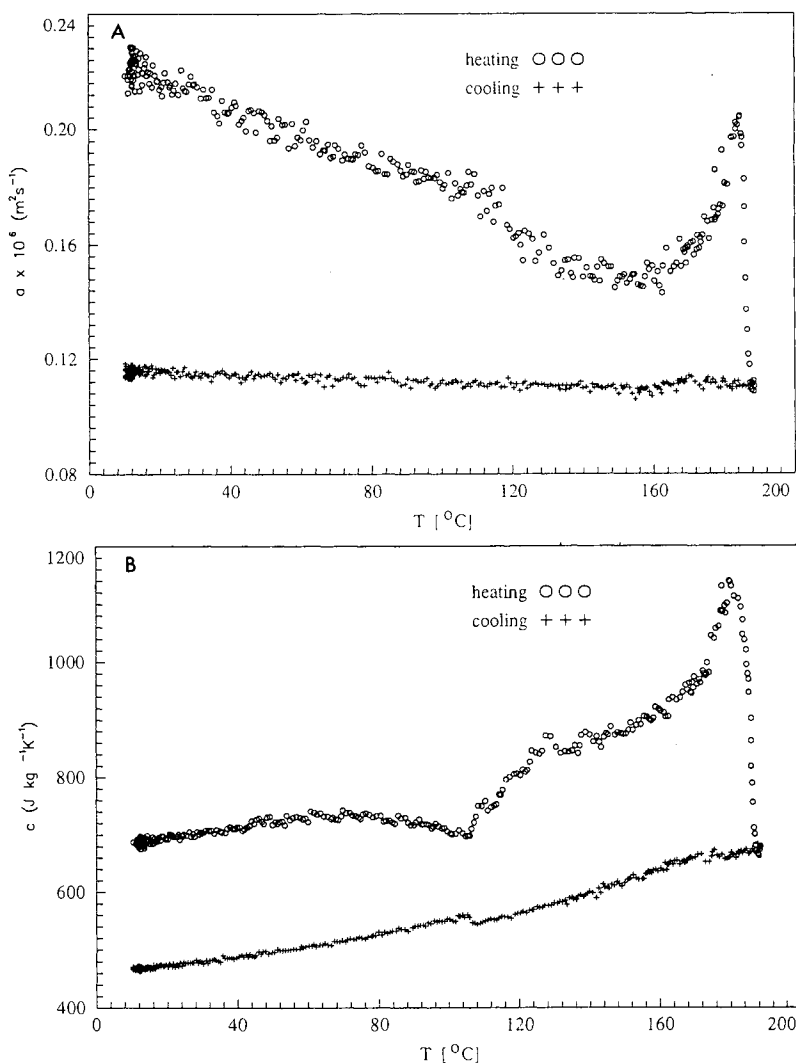 A
0.24
heating O O O
cooling + + +
0.20
a x 10⁶ (m²s⁻¹)
0.16
0.12
0.08
0 40 80 120 160 200
T [ °C]
B
1200
heating O O O
cooling + + +
1000
c (J kg⁻¹K⁻¹)
800
600
400
0 40 80 120 160 200
T [ °C]